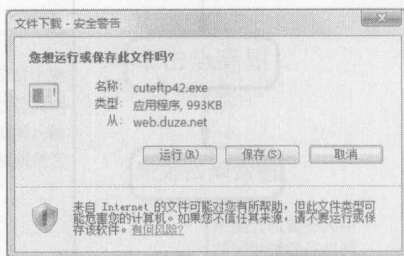 文件下载 - 安全警告
您想运行或保存此文件吗?
名称: cuteftp42.exe
类型: 应用程序, 993KB
从: web.duze.net
运行(R) 保存(S) 取消
来自 Internet 的文件可能对您有所帮助,但此文件类型可
能危害您的计算机。如果您不信任其来源,请不要运行或保
存该软件。有何风险?